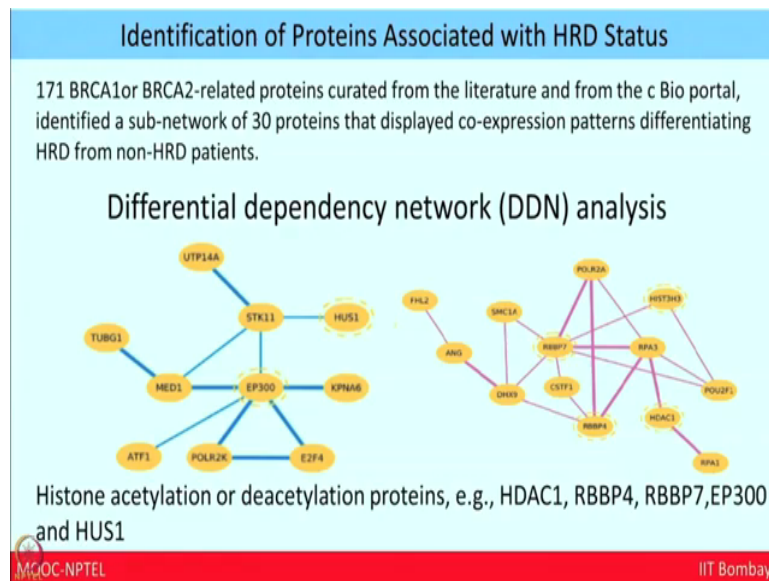 Identification of Proteins Associated with HRD Status
171 BRCA1or BRCA2-related proteins curated from the literature and from the c Bio portal,
identified a sub-network of 30 proteins that displayed co-expression patterns differentiating
HRD from non-HRD patients.
Differential dependency network (DDN) analysis
UTP14A
STK11
HUS1
TUBG1
MED1
EP300
KPNA6
ATF1
POLR2K
E2F4
POLR2A
FHL2
HIST3H3
SMC1A
ANG
RBBP7
RPA3
DHX9
CSTF1
POU2F1
RBBP4
HDAC1
RPA1
Histone acetylation or deacetylation proteins, e.g., HDAC1, RBBP4, RBBP7,EP300
and HUS1
NPTEL
MOOC-NPTEL
IIT Bombay